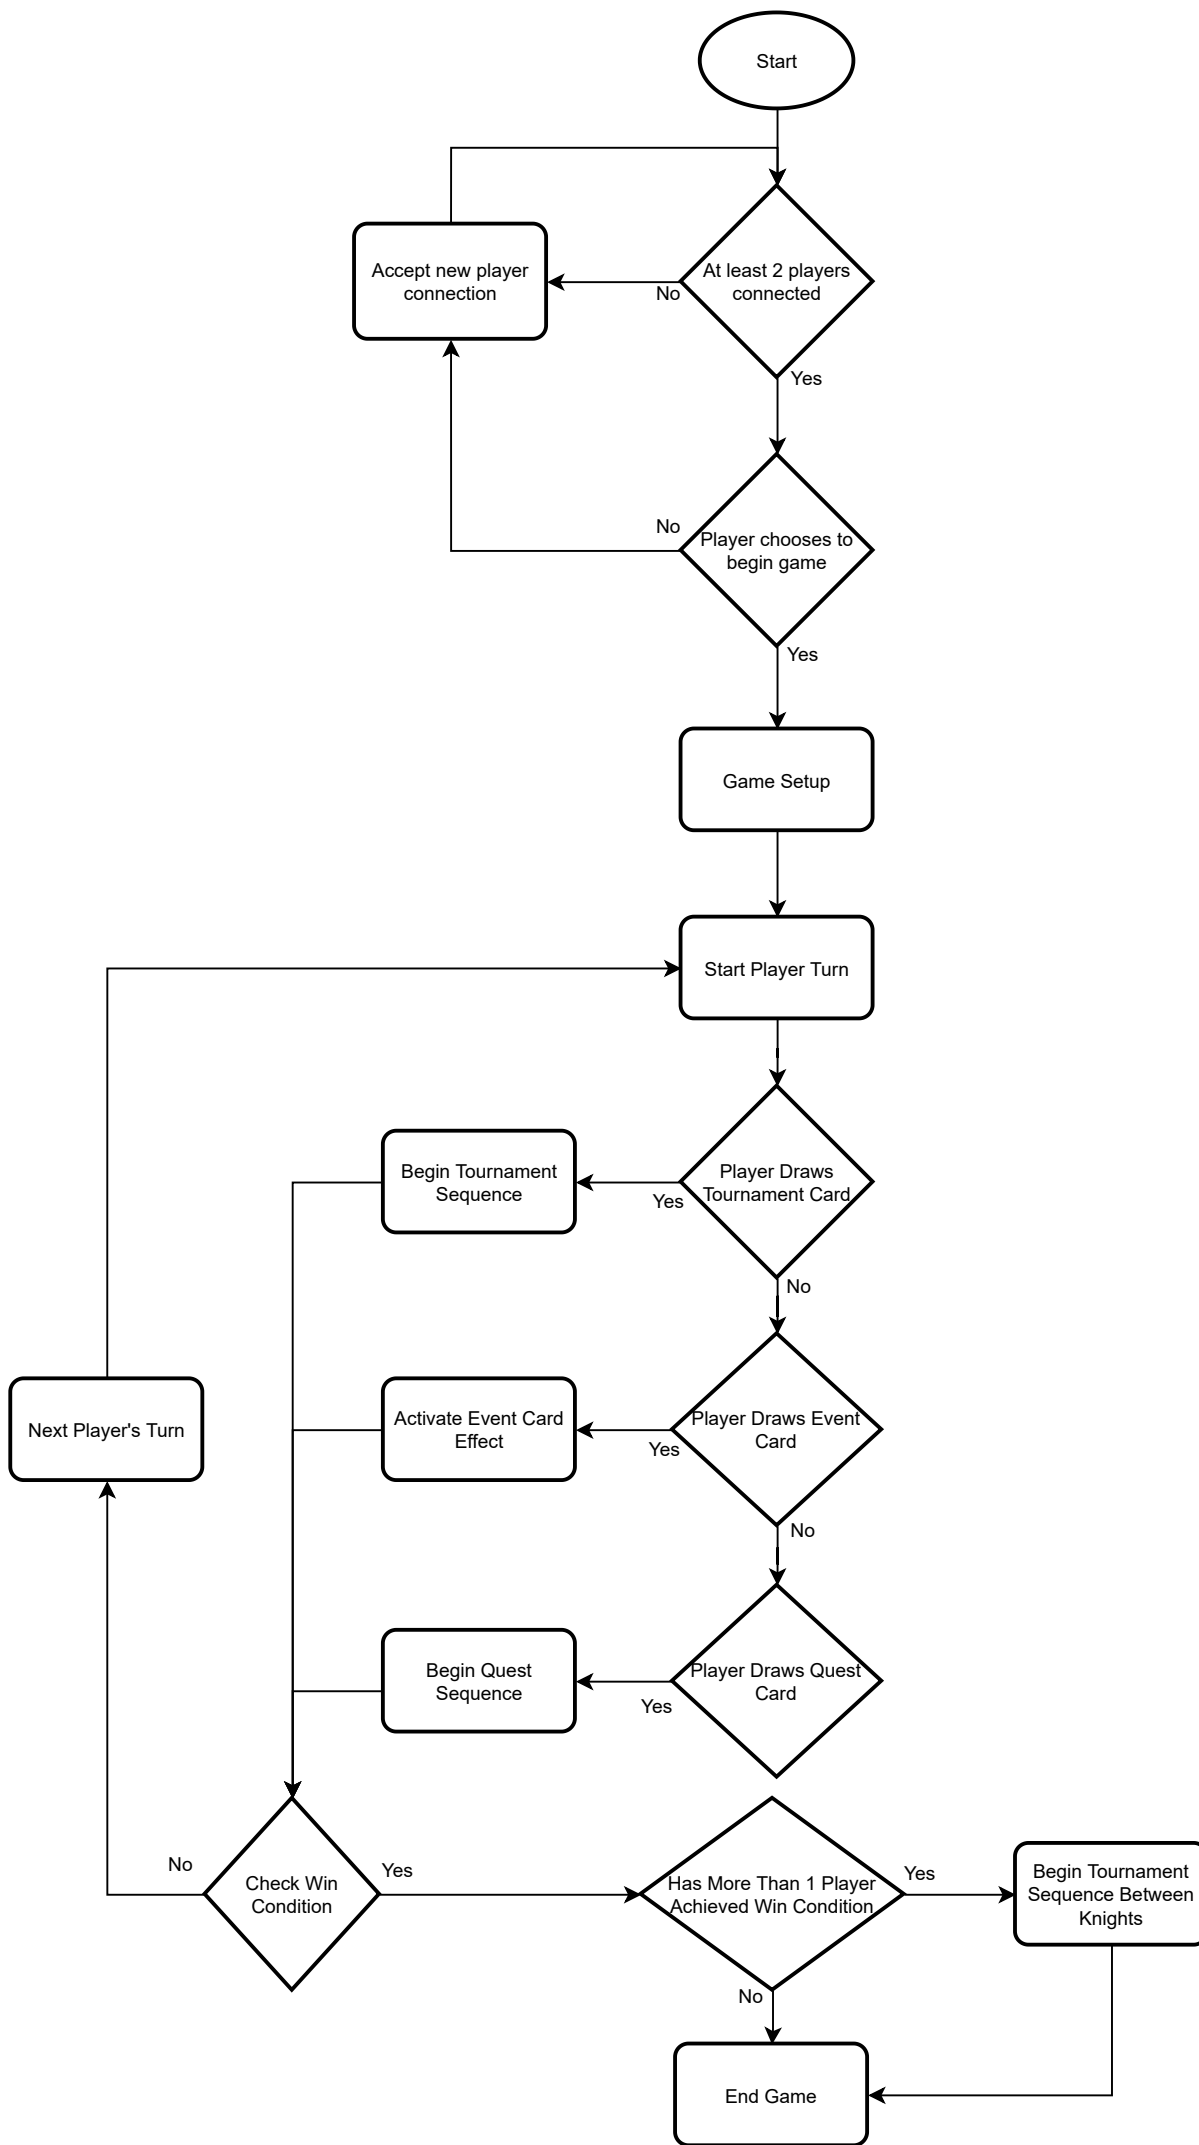 Start
Accept new player
connection
At least 2 players
connected
No
Yes
No
Player chooses to
begin game
Yes
Game Setup
Start Player Turn
Begin Tournament
Sequence
Player Draws
Tournament Card
Yes
No
Next Player's Turn
Activate Event Card
Effect
Player Draws Event
Card
Yes
No
Begin Quest
Sequence
Player Draws Quest
Card
Yes
No
Check Win
Condition
Yes
Has More Than 1 Player
Achieved Win Condition
Yes
Begin Tournament
Sequence Between
Knights
No
End Game